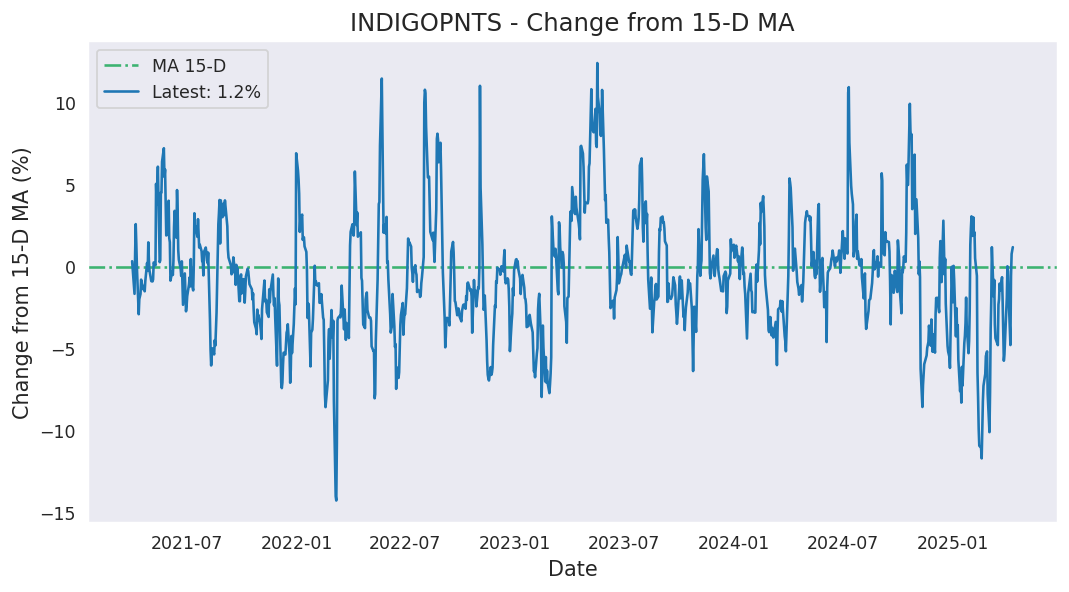 INDIGOPNTS - Change from 15-D MA
MA 15-D
Latest: 1.2%
Change from 15-D MA (%)
10
5
0
−5
−10
−15
2021-07 2022-01 2022-07 2023-01 2023-07 2024-01 2024-07 2025-01
Date